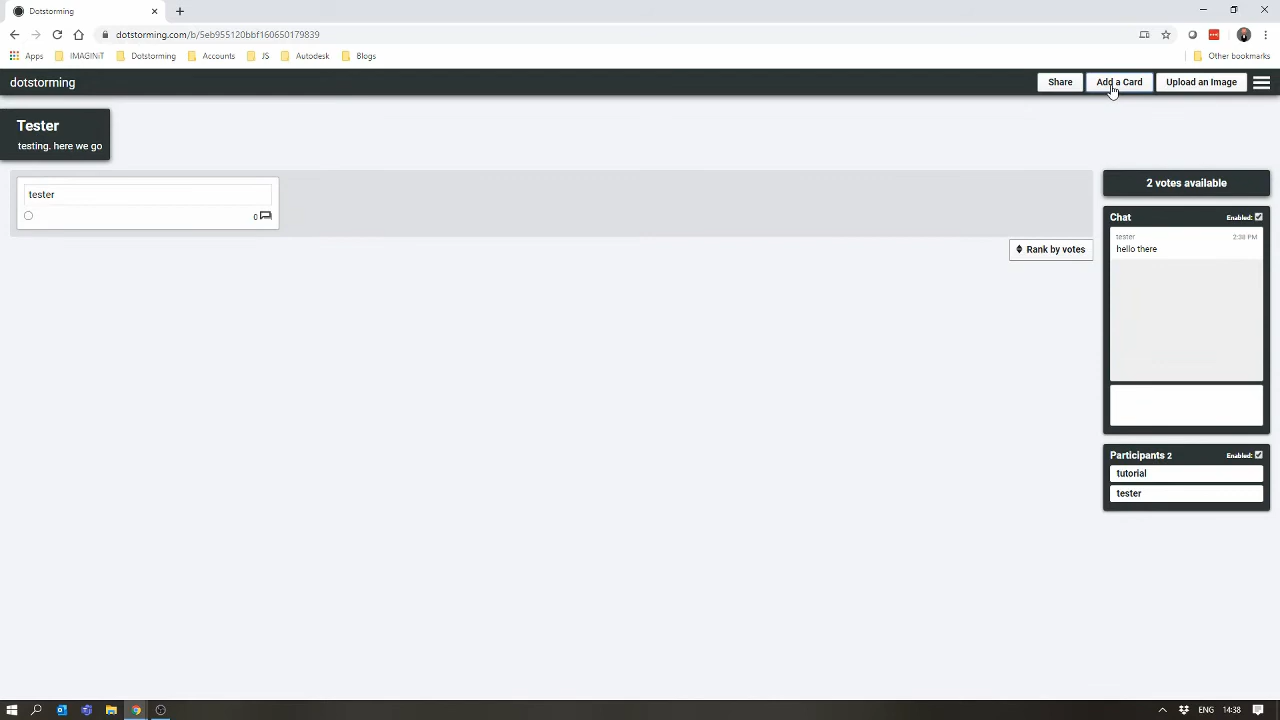 Dotstorming
dotstorming.com/b/5eb955120bbf160650179839
Apps IMAGINiT Dotstorming Accounts JS Autodesk Blogs Other bookmarks
dotstorming Share Add a Card Upload an Image
Tester
testing. here we go
tester
0
Rank by votes
2 votes available
Chat Enabled:
tester 2:38 PM
hello there
Participants 2 Enabled:
tutorial
tester
ENG 14:38